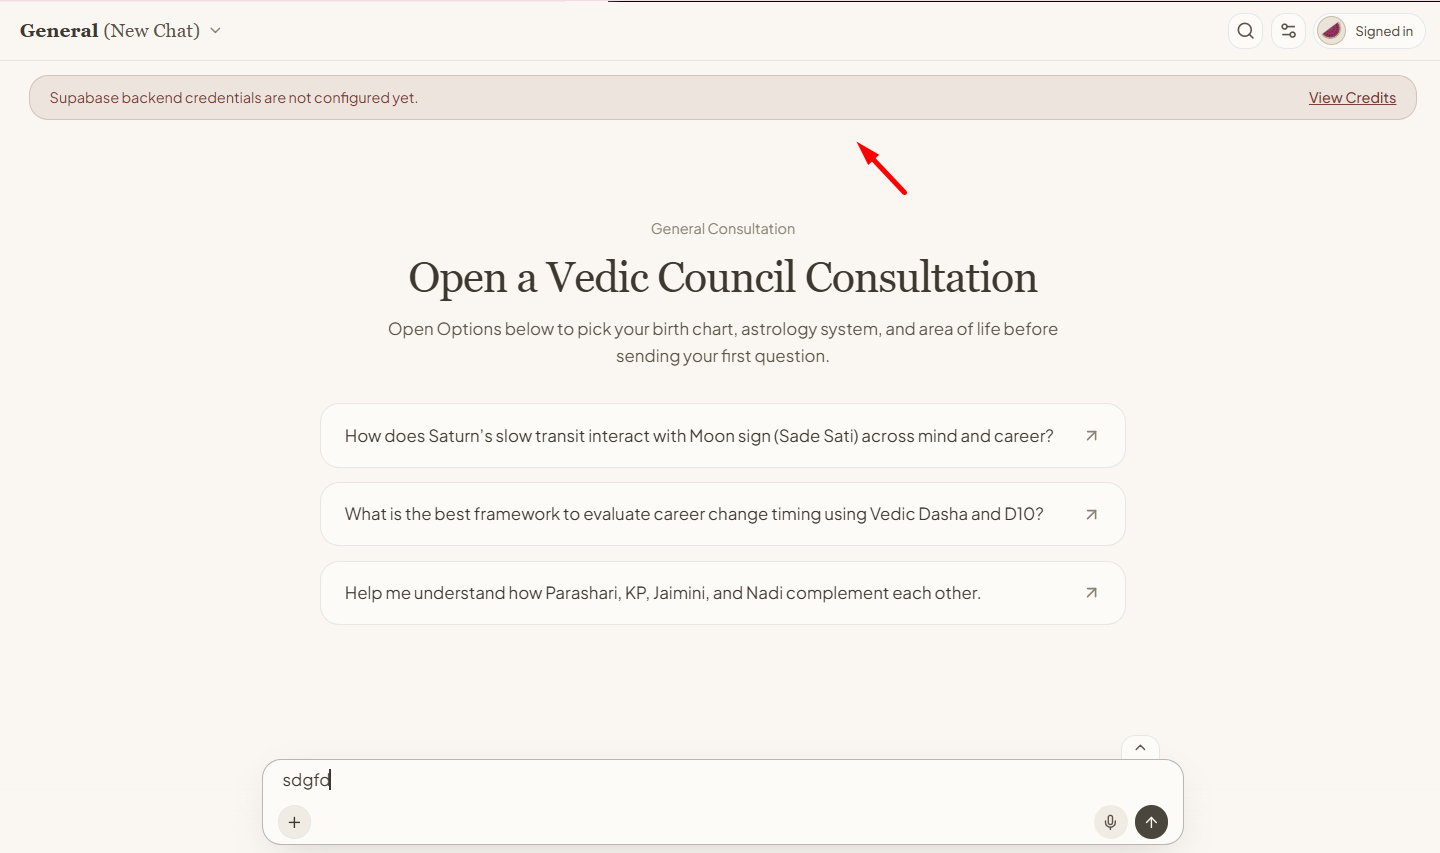 General (New Chat)
Signed in
Supabase backend credentials are not configured yet.
View Credits
General Consultation
Open a Vedic Council Consultation
Open Options below to pick your birth chart, astrology system, and area of life before
sending your first question.
How does Saturn's slow transit interact with Moon sign (Sade Sati) across mind and career?
What is the best framework to evaluate career change timing using Vedic Dasha and D10?
Help me understand how Parashari, KP, Jaimini, and Nadi complement each other.
sdgfd